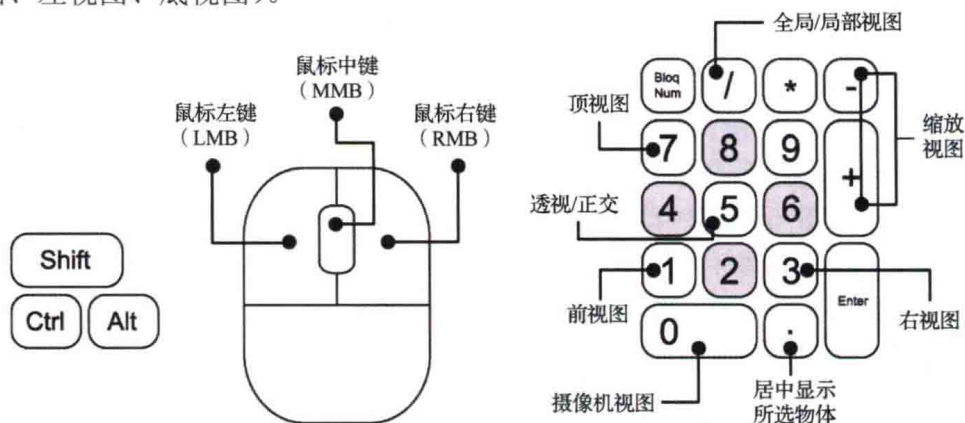 左视图、底视图)。
鼠标中键
(MMB)
鼠标左键
(LMB)
鼠标右键
(RMB)
Shift
Ctrl
Alt
全局/局部视图
Bloq
Num
/
*
-
顶视图
7
8
9
+
缩放
视图
透视/正交
4
5
6
前视图
1
2
3
Enter
右视图
0
.
摄像机视图
居中显示
所选物体